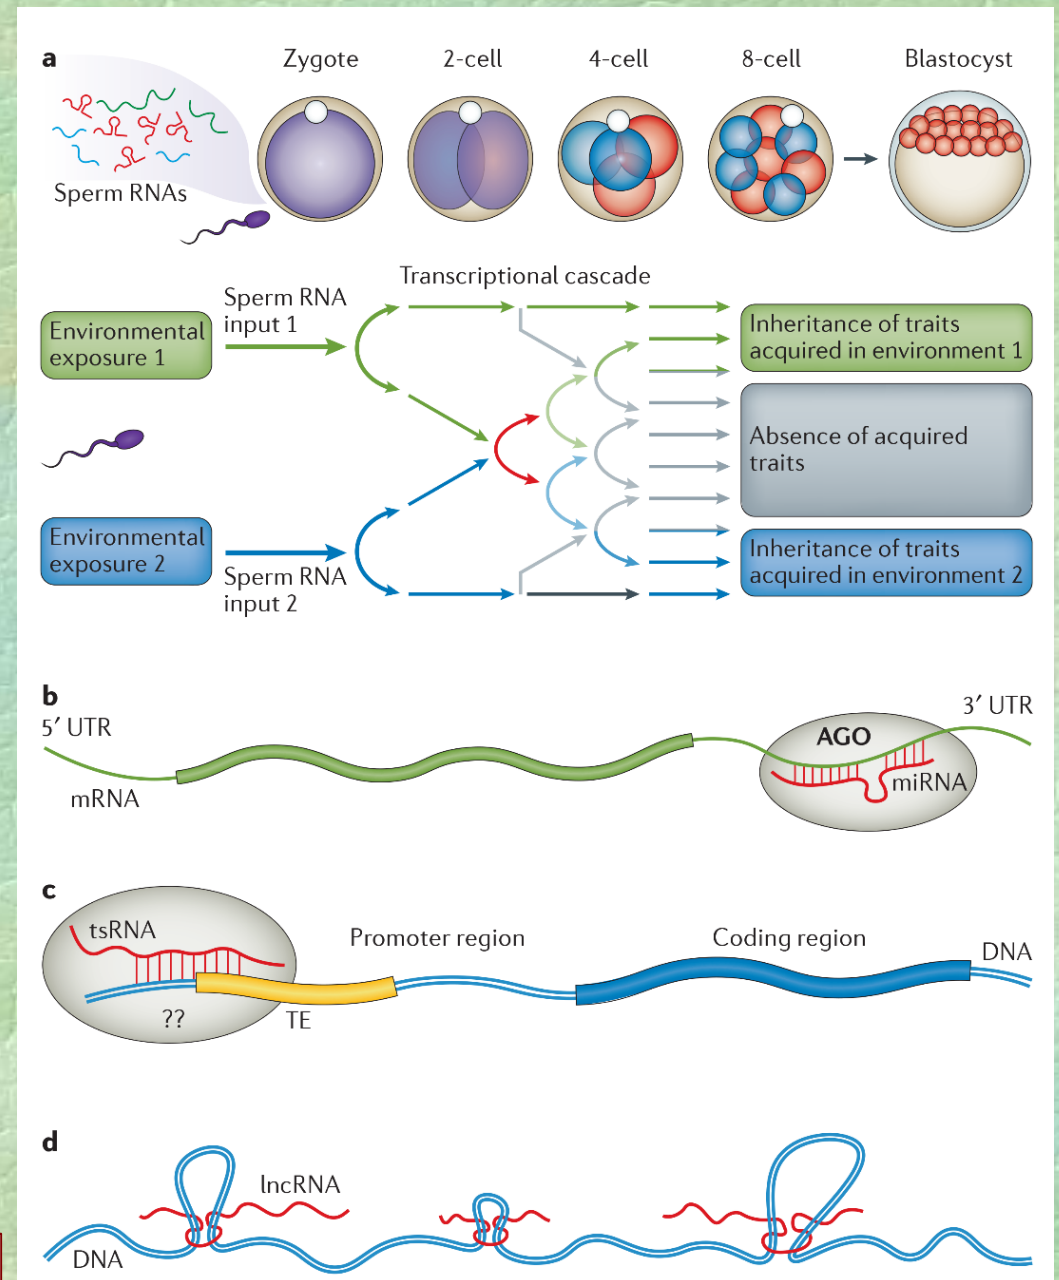 a
Zygote
2-cell
4-cell
8-cell
Blastocyst
Sperm RNAs
Transcriptional cascade
Environmental
exposure 1
Sperm RNA
input 1
Inheritance of traits
acquired in environment 1
Absence of acquired
traits
Environmental
exposure 2
Sperm RNA
input 2
Inheritance of traits
acquired in environment 2
b
5′ UTR
mRNA
AGO
miRNA
3′ UTR
c
tsRNA
??
TE
Promoter region
Coding region
DNA
d
lncRNA
DNA